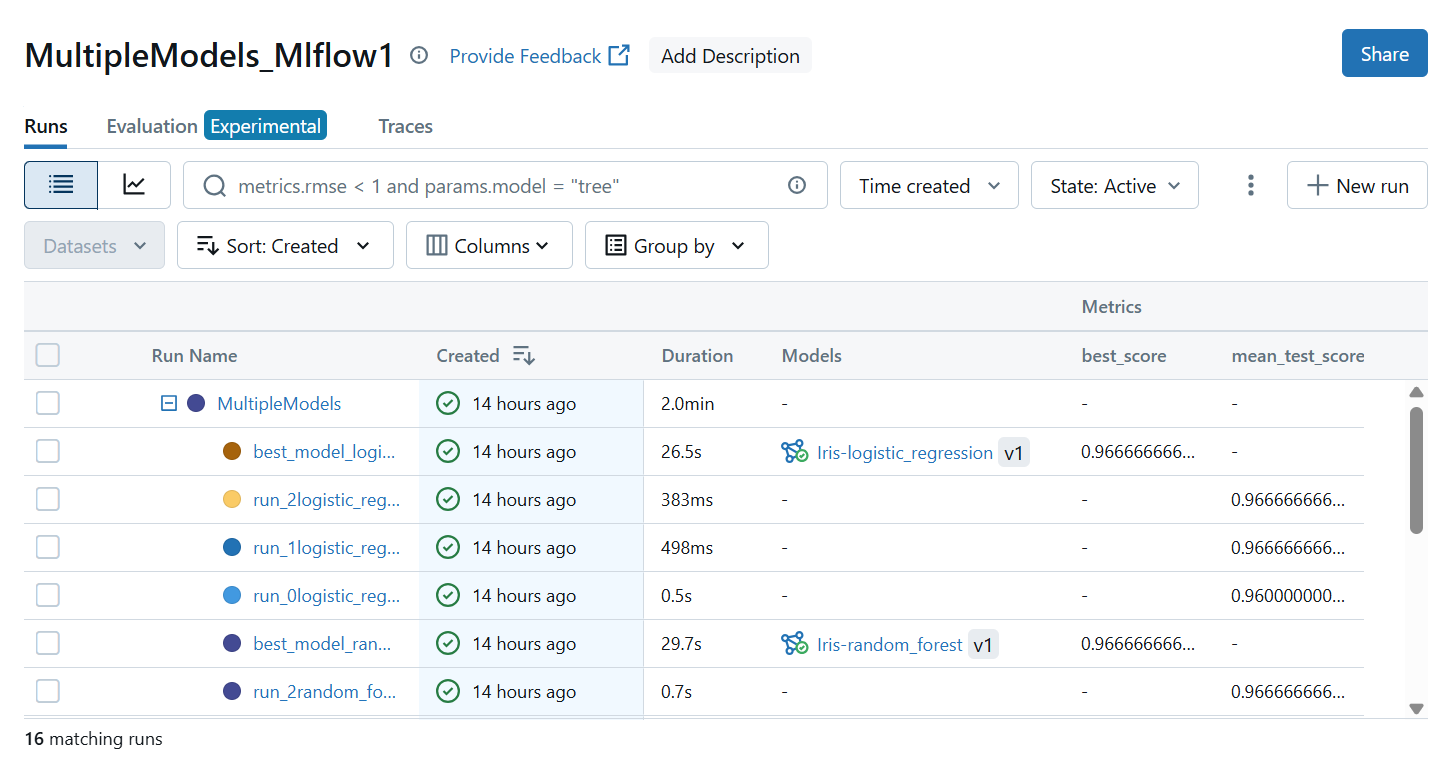 MultipleModels_Mlflow1 Provide Feedback Add Description Share
Runs Evaluation Experimental Traces
metrics.rmse < 1 and params.model = "tree" Time created State: Active New run
Datasets Sort: Created Columns Group by
Metrics
Run Name Created Duration Models best_score mean_test_score
MultipleModels 14 hours ago 2.0min - - -
best_model_logi... 14 hours ago 26.5s Iris-logistic_regression v1 0.966666666... -
run_2logistic_reg... 14 hours ago 383ms - - 0.966666666...
run_1logistic_reg... 14 hours ago 498ms - - 0.966666666...
run_0logistic_reg... 14 hours ago 0.5s - - 0.960000000...
best_model_ran... 14 hours ago 29.7s Iris-random_forest v1 0.966666666... -
run_2random_fo... 14 hours ago 0.7s - - 0.966666666...
16 matching runs